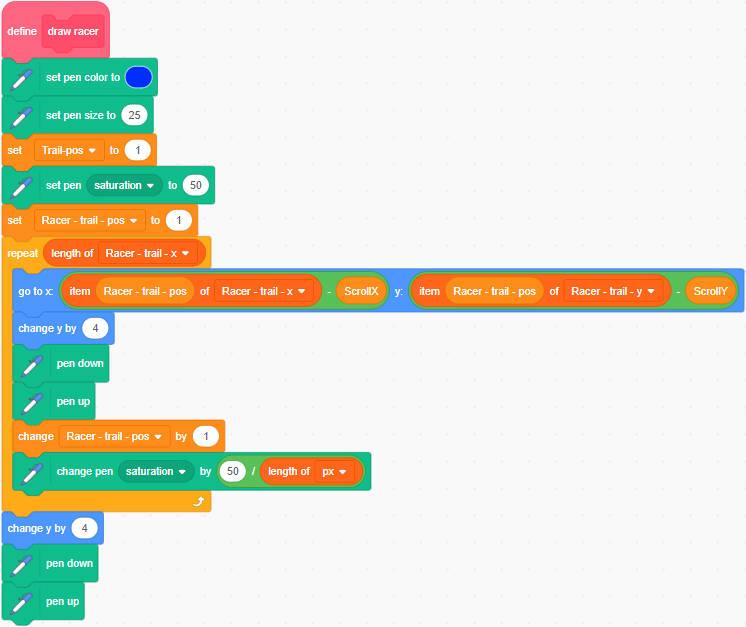 define draw racer
set pen color to
set pen size to 25
set Trail-pos to 1
set pen saturation to 50
set Racer - trail - pos to 1
repeat length of Racer - trail - x
go to x: item Racer - trail - pos of Racer - trail - x - ScrollX y: item Racer - trail - pos of Racer - trail - y - ScrollY
change y by 4
pen down
pen up
change Racer - trail - pos by 1
change pen saturation by 50 / length of px
change y by 4
pen down
pen up